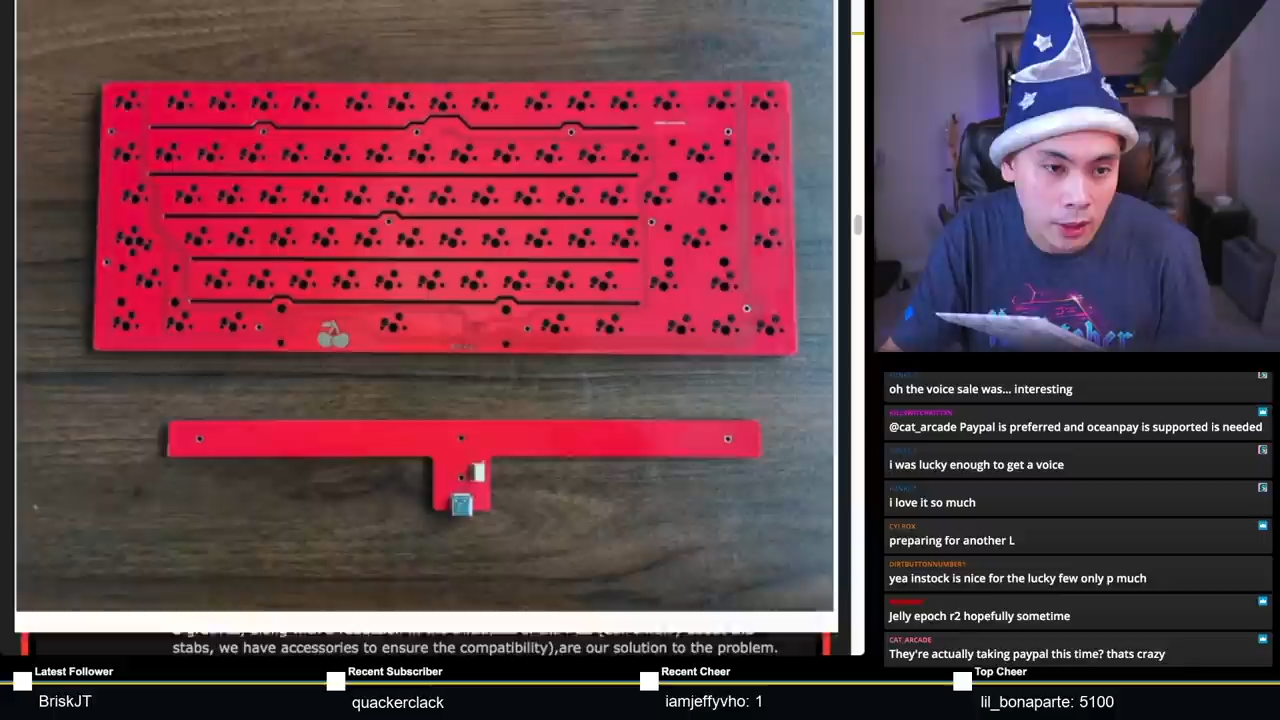 stabs, we have accessories to ensure the compatibility),are our solution to the problem.
oh the voice sale was... interesting
@cat_arcade Paypal is preferred and oceanpay is supported is needed
i was lucky enough to get a voice
i love it so much
CYLROX
preparing for another L
DIRTBUTTONNUMBER1
yea instock is nice for the lucky few only p much
Jelly epoch r2 hopefully sometime
CAT_ARCADE
They're actually taking paypal this time? thats crazy
Latest Follower
BriskJT
Recent Subscriber
quackerclack
Recent Cheer
iamjeffyvho: 1
Top Cheer
lil_bonaparte: 5100